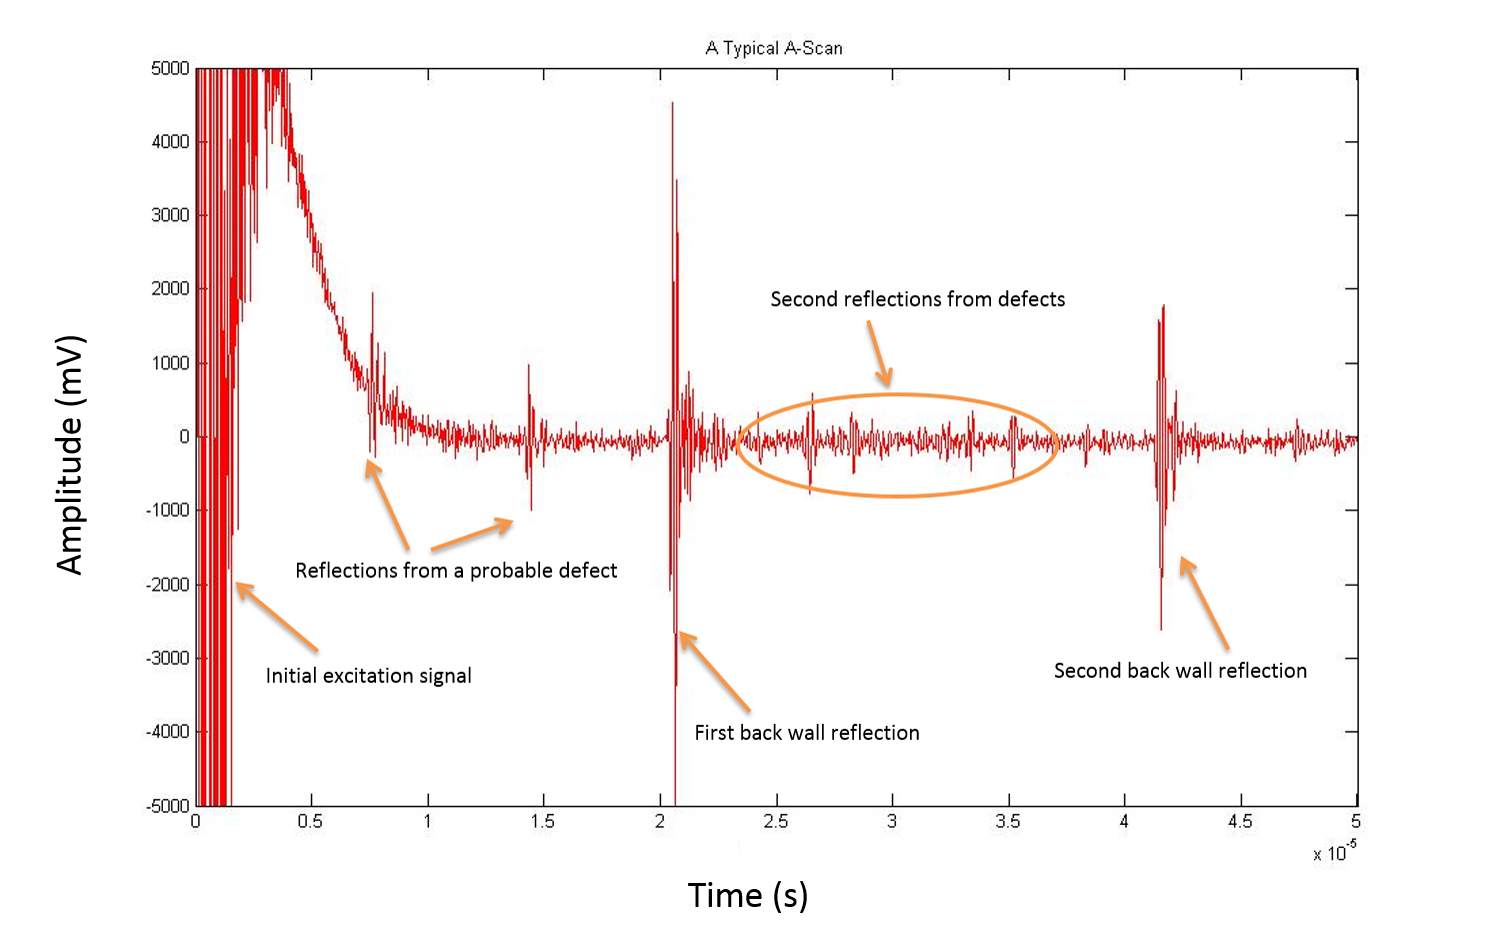 A Typical A-Scan
5000
4000
3000
2000
1000
0
-1000
-2000
-3000
-4000
-5000
Amplitude (mV)
Second reflections from defects
Reflections from a probable defect
Initial excitation signal
First back wall reflection
Second back wall reflection
0 0.5 1 1.5 2 2.5 3 3.5 4 4.5 5
x 10-5
Time (s)